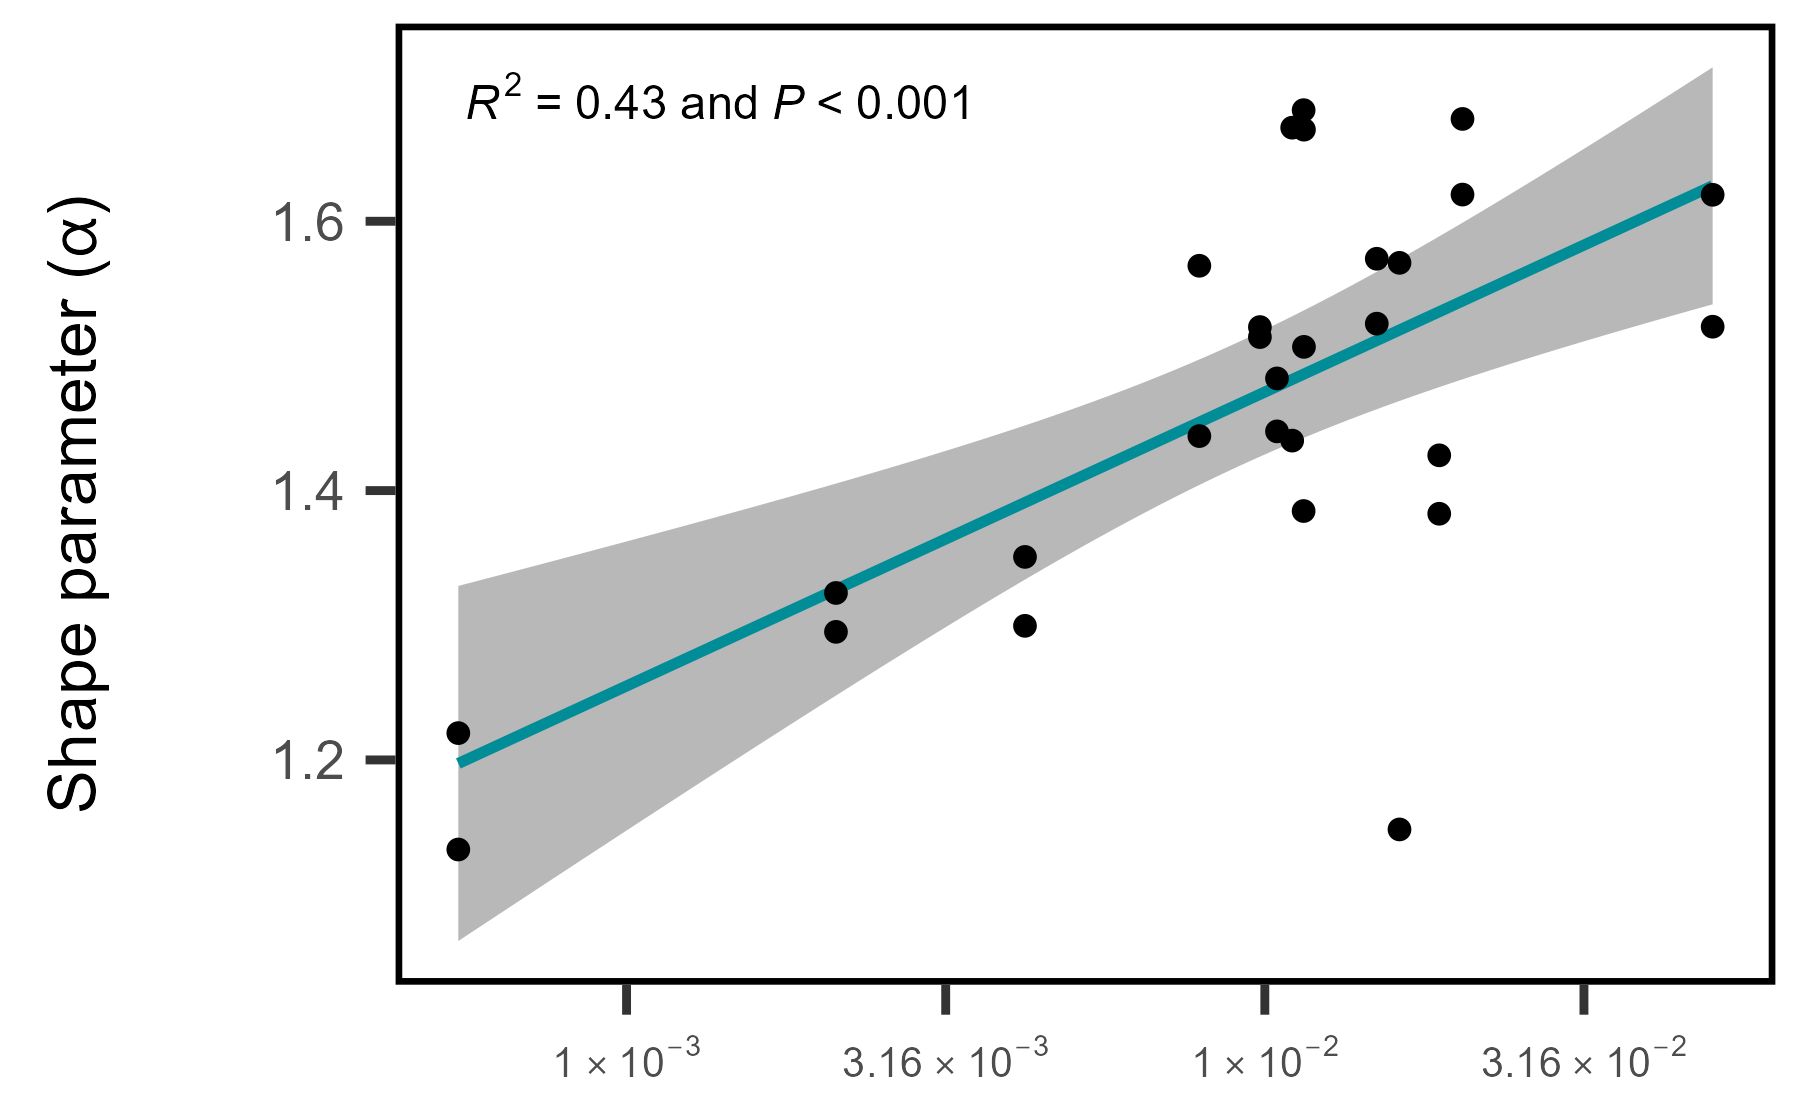 R² = 0.43 and P < 0.001
Shape parameter (α)
1.6
1.4
1.2
1 × 10⁻³
3.16 × 10⁻³
1 × 10⁻²
3.16 × 10⁻²